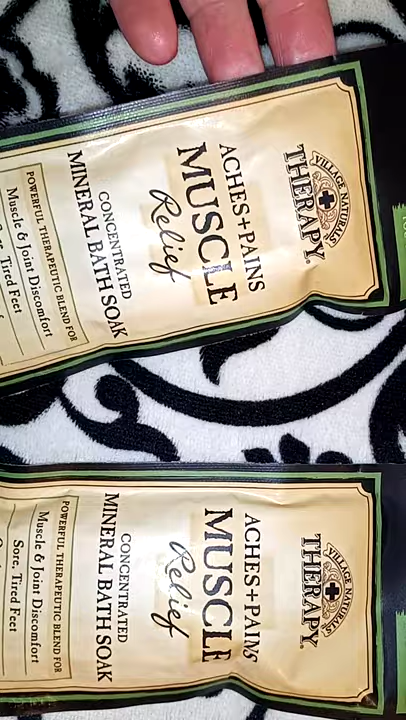 VILLAGE NATURALS
THERAPY
ACHES+PAINS
MUSCLE
Relief
CONCENTRATED
MINERAL BATH SOAK
POWERFUL THERAPEUTIC BLEND FOR
Muscle & Joint Discomfort
Tired Feet
VILLAGE NATURALS
THERAPY.
ACHES+PAINS
MUSCLE
Relief
CONCENTRATED
MINERAL BATH SOAK
POWERFUL THERAPEUTIC BLEND FOR
Muscle & Joint Discomfort
Sore, Tired Feet